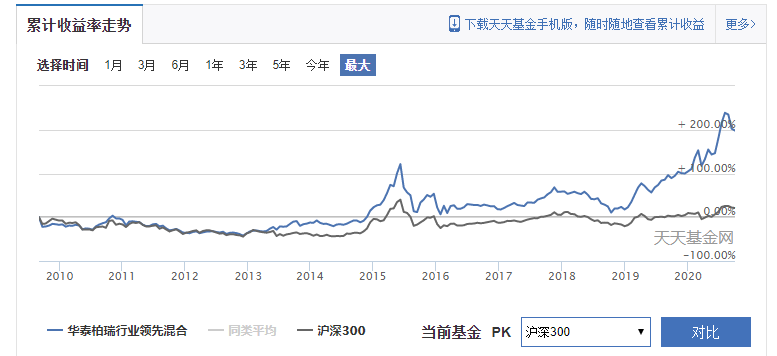 累计收益率走势
下载天天基金手机版，随时随地查看累计收益 更多>
选择时间 1月 3月 6月 1年 3年 5年 今年 最大
+ 200.00%
+ 100.00%
0.00%
天天基金网
-100.00%
2010 2011 2012 2013 2014 2015 2016 2017 2018 2019 2020
华泰柏瑞行业领先混合 同类平均 沪深300 当前基金 PK 沪深300 对比